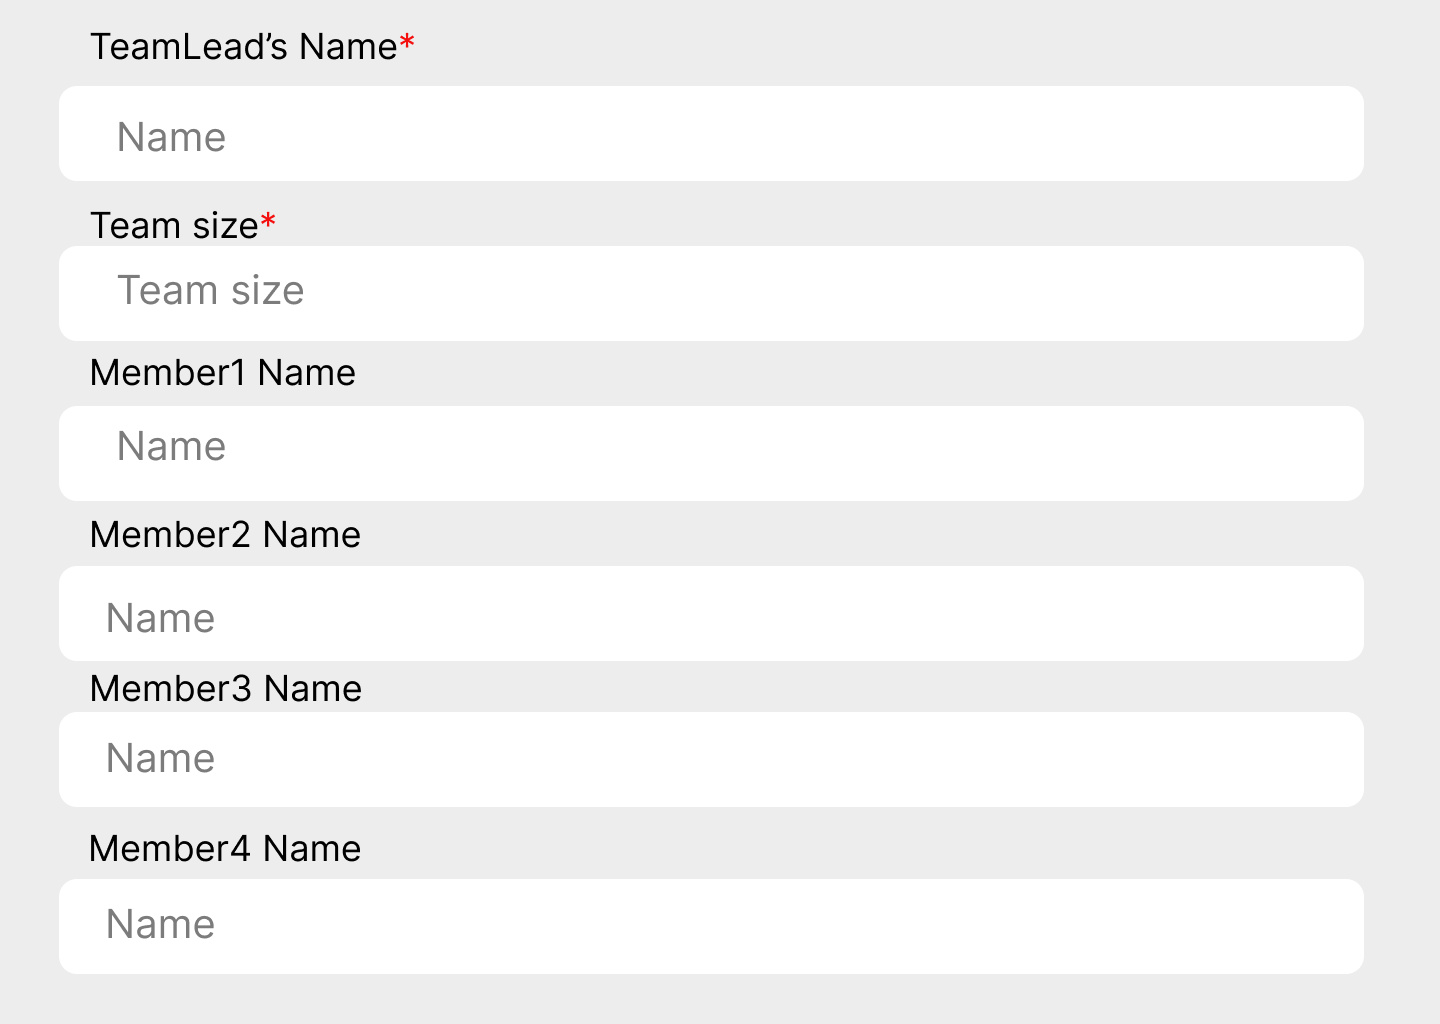 TeamLead’s Name*
Name
Team size*
Team size
Member1 Name
Name
Member2 Name
Name
Member3 Name
Name
Member4 Name
Name